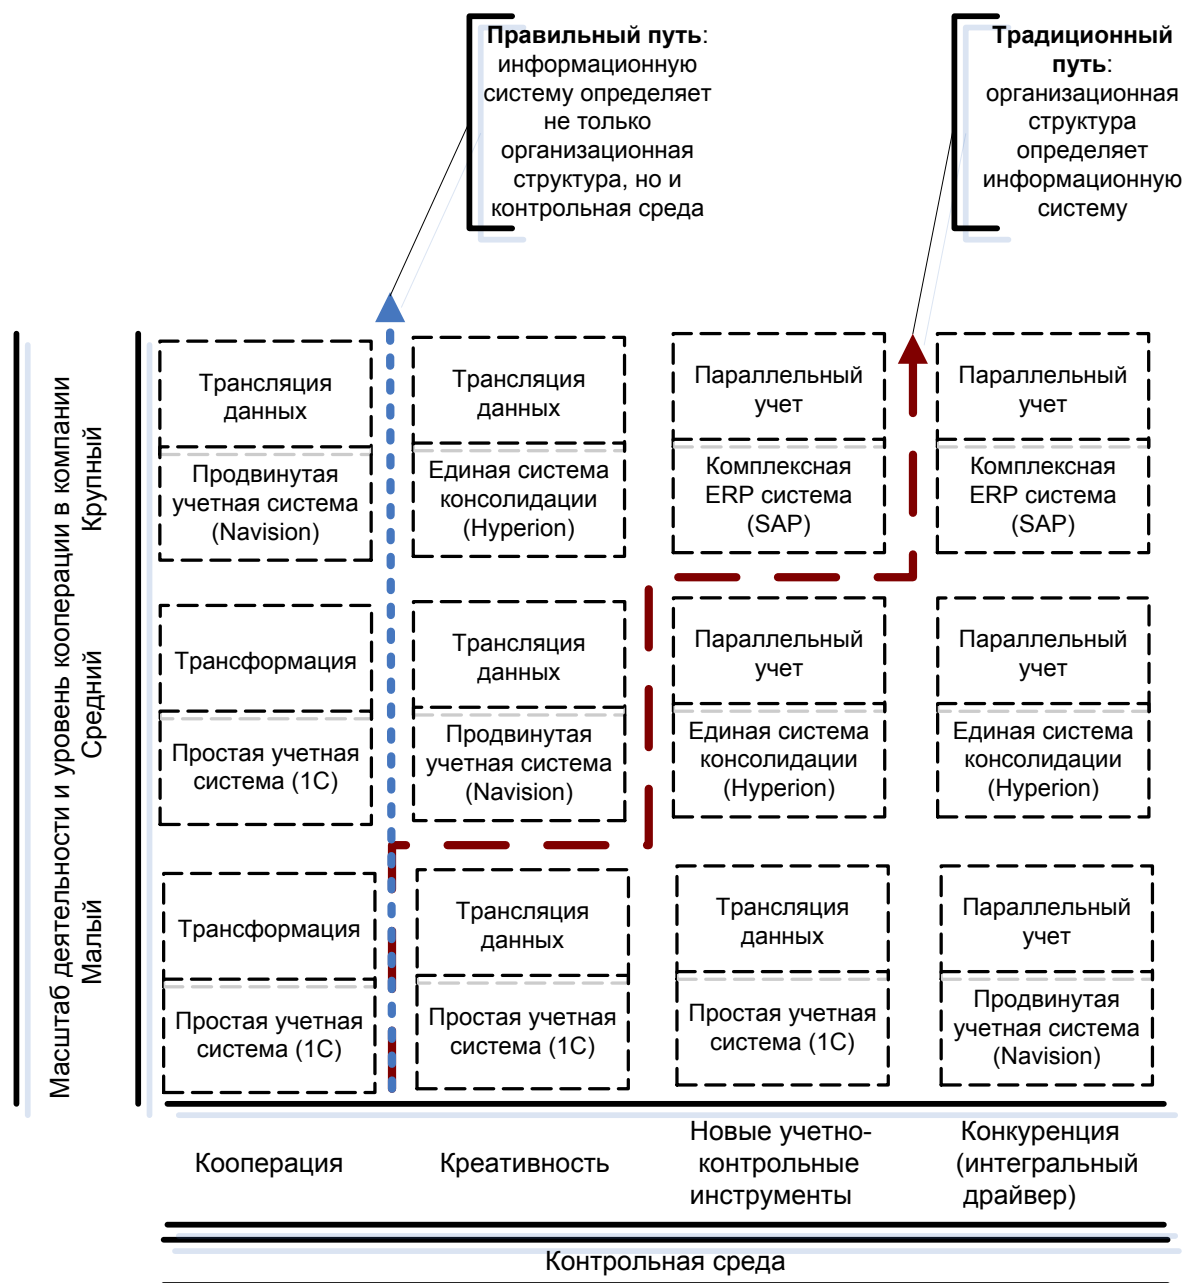 Правильный путь:
информационную
систему определяет
не только
организационная
структура, но и
контрольная среда
Традиционный
путь:
организационная
структура
определяет
информационную
систему
Масштаб деятельности и уровень кооперации в компании
Крупный
Трансляция
данных
Продвинутая
учетная система
(Navision)
Трансляция
данных
Единая система
консолидации
(Hyperion)
Параллельный
учет
Комплексная
ERP система
(SAP)
Параллельный
учет
Комплексная
ERP система
(SAP)
Средний
Трансформация
Простая учетная
система (1С)
Трансляция
данных
Продвинутая
учетная система
(Navision)
Параллельный
учет
Единая система
консолидации
(Hyperion)
Параллельный
учет
Единая система
консолидации
(Hyperion)
Малый
Трансформация
Простая учетная
система (1С)
Трансляция
данных
Простая учетная
система (1С)
Трансляция
данных
Простая учетная
система (1С)
Параллельный
учет
Продвинутая
учетная система
(Navision)
Кооперация
Креативность
Новые учетно-
контрольные
инструменты
Конкуренция
(интегральный
драйвер)
Контрольная среда